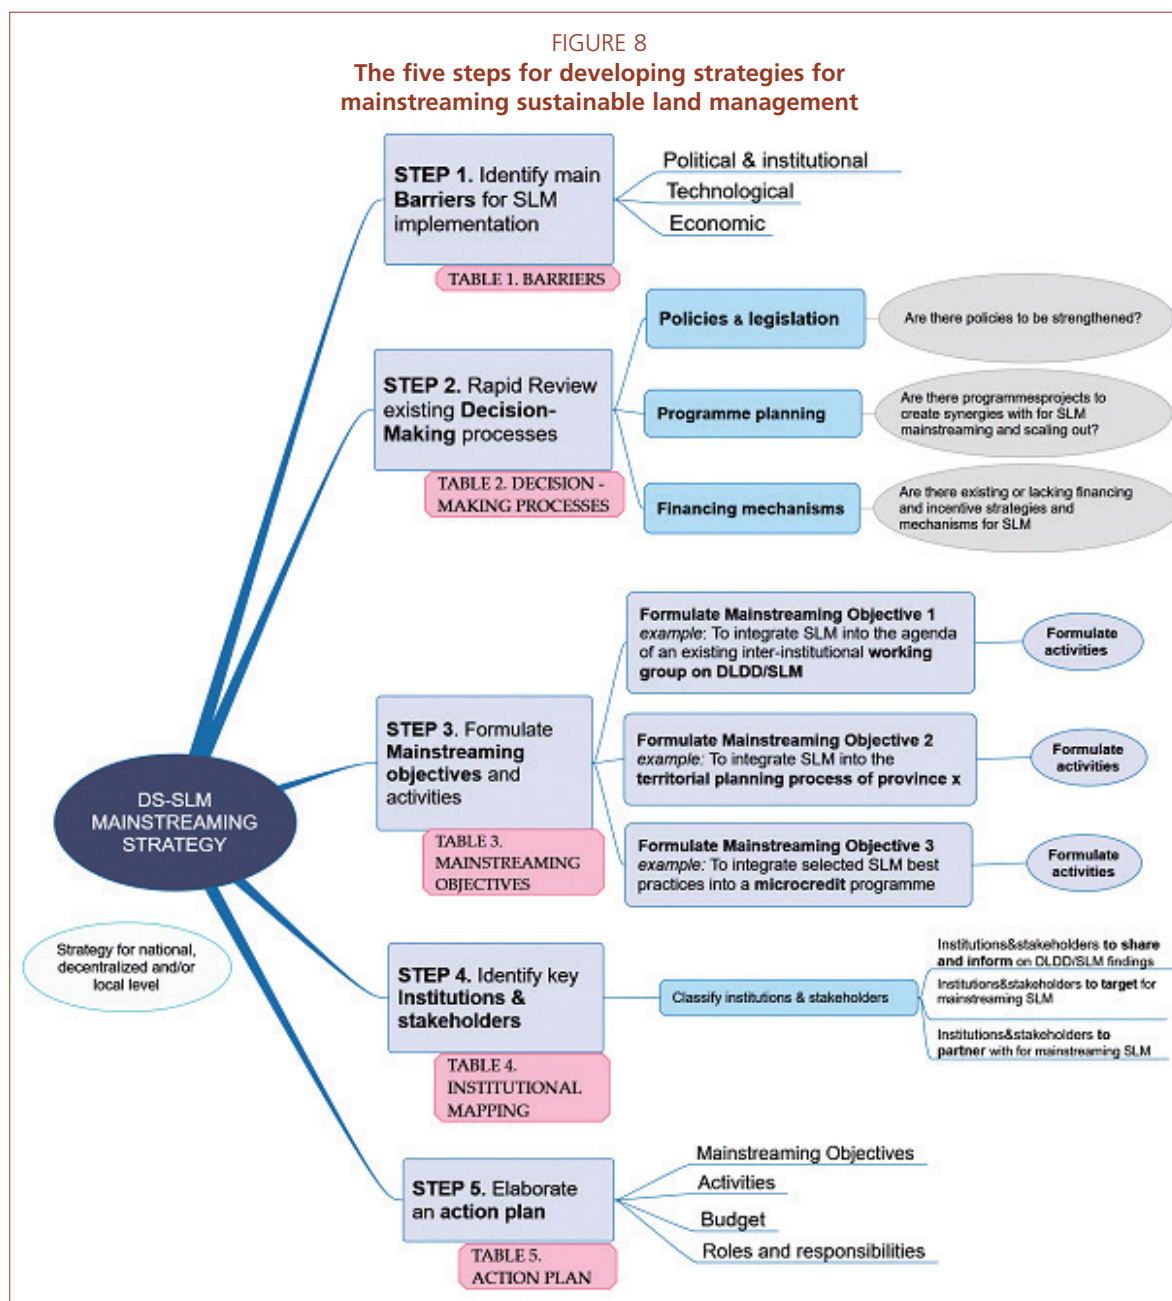 FIGURE 8
The five steps for developing strategies for
mainstreaming sustainable land management
STEP 1. Identify main
Barriers for SLM
implementation
TABLE 1. BARRIERS
Political & institutional
Technological
Economic
STEP 2. Rapid Review
existing Decision-
Making processes
TABLE 2. DECISION -
MAKING PROCESSES
Policies & legislation
Are there policies to be strengthened?
Programme planning
Are there programmesprojects to
create synergies with for SLM
mainstreaming and scaling out?
Financing mechanisms
Are there existing or lacking financing
and incentive strategies and
mechanisms for SLM
DS-SLM
MAINSTREAMING
STRATEGY
Strategy for national,
decentralized and/or
local level
STEP 3. Formulate
Mainstreaming
objectives and
activities
TABLE 3.
MAINSTREAMING
OBJECTIVES
Formulate Mainstreaming Objective 1
example: To integrate SLM into the agenda
of an existing inter-institutional working
group on DLDD/SLM
Formulate
activities
Formulate Mainstreaming Objective 2
example: To integrate SLM into the
territorial planning process of province x
Formulate
activities
Formulate Mainstreaming Objective 3
example: To integrate selected SLM best
practices into a microcredit programme
Formulate
activities
STEP 4. Identify key
Institutions &
stakeholders
TABLE 4.
INSTITUTIONAL
MAPPING
Classify institutions & stakeholders
Institutions&stakeholders to share
and inform on DLDD/SLM findings
Institutions&stakeholders to target for
mainstreaming SLM
Institutions&stakeholders to
partner with for mainstreaming SLM
STEP 5. Elaborate
an action plan
TABLE 5.
ACTION PLAN
Mainstreaming Objectives
Activities
Budget
Roles and responsibilities